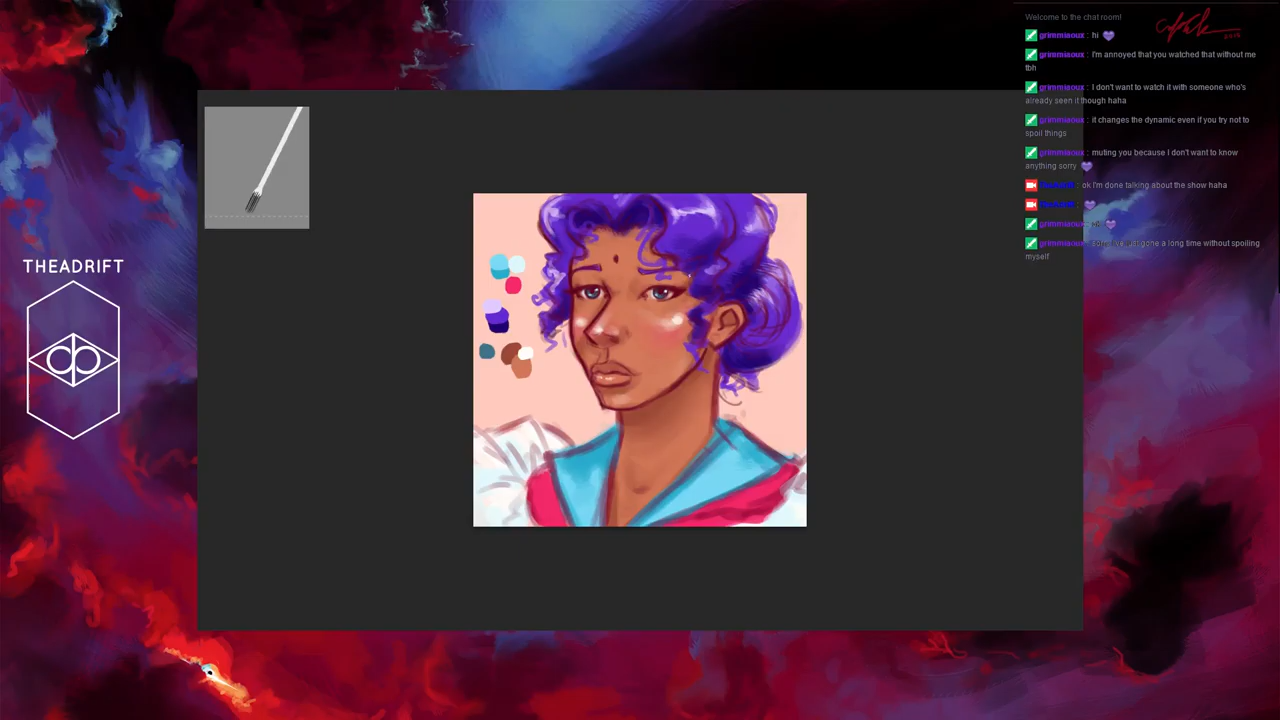 THEADRIFT
Welcome to the chat room!
grimmiaoux : hi
grimmiaoux : I'm annoyed that you watched that without me
tbh
grimmiaoux : I don't want to watch it with someone who's
already seen it though haha
grimmiaoux : it changes the dynamic even if you try not to
spoil things
grimmiaoux : muting you because I don't want to know
anything sorry
ok I'm done talking about the show haha
grimmiaoux :
grimmiaoux : gone a long time without spoiling
myself